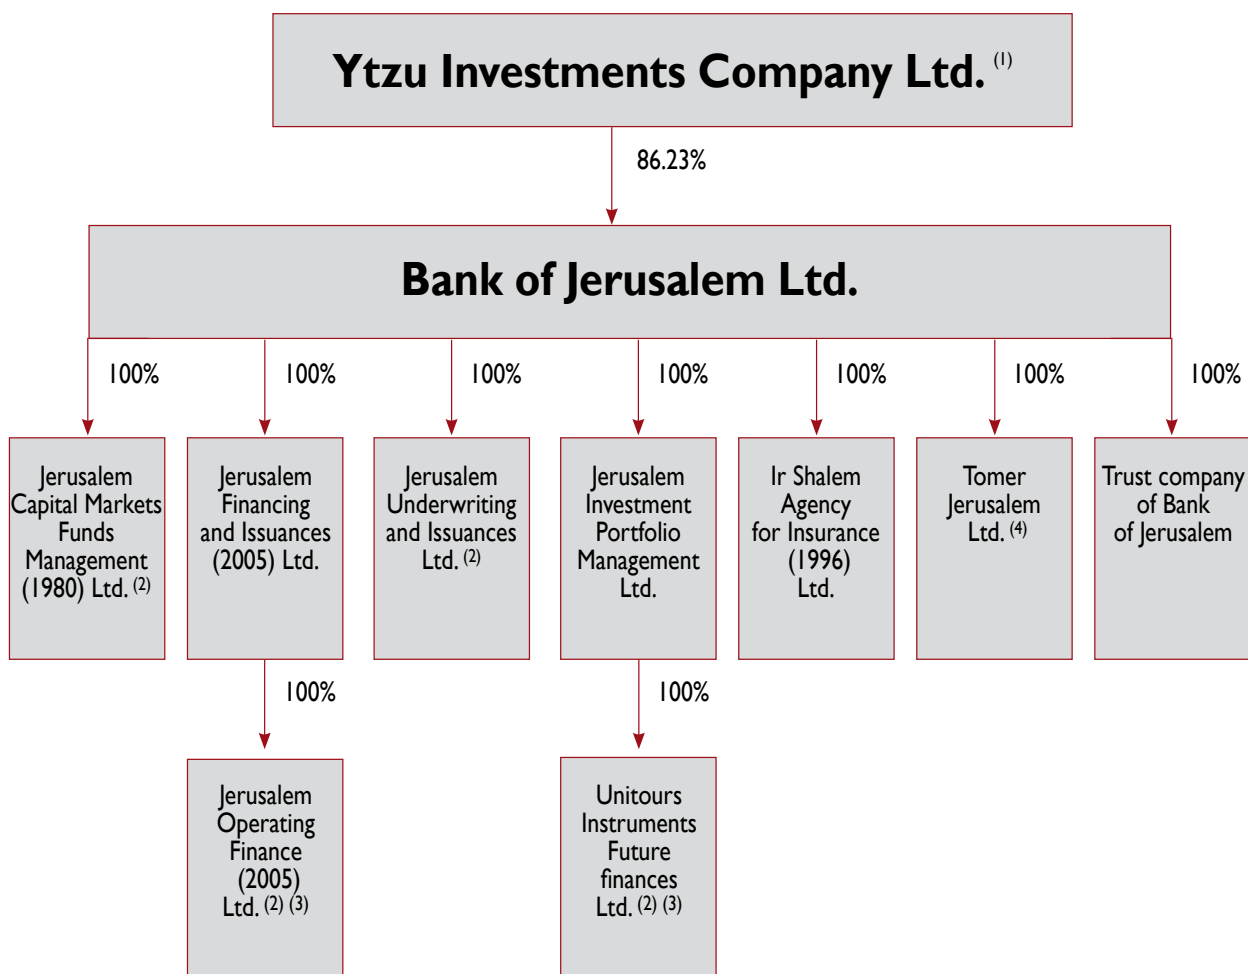 Ytzu Investments Company Ltd. (1)
86.23%
Bank of Jerusalem Ltd.
100%
100%
100%
100%
100%
100%
100%
Jerusalem
Capital Markets
Funds
Management
(1980) Ltd. (2)
Jerusalem
Financing
and Issuances
(2005) Ltd.
Jerusalem
Underwriting
and Issuances
Ltd. (2)
Jerusalem
Investment
Portfolio
Management
Ltd.
Ir Shalem
Agency
for Insurance
(1996)
Ltd.
Tomer
Jerusalem
Ltd. (4)
Trust company
of Bank
of Jerusalem
100%
100%
Jerusalem
Operating
Finance
(2005)
Ltd. (2) (3)
Unitours
Instruments
Future
finances
Ltd. (2) (3)